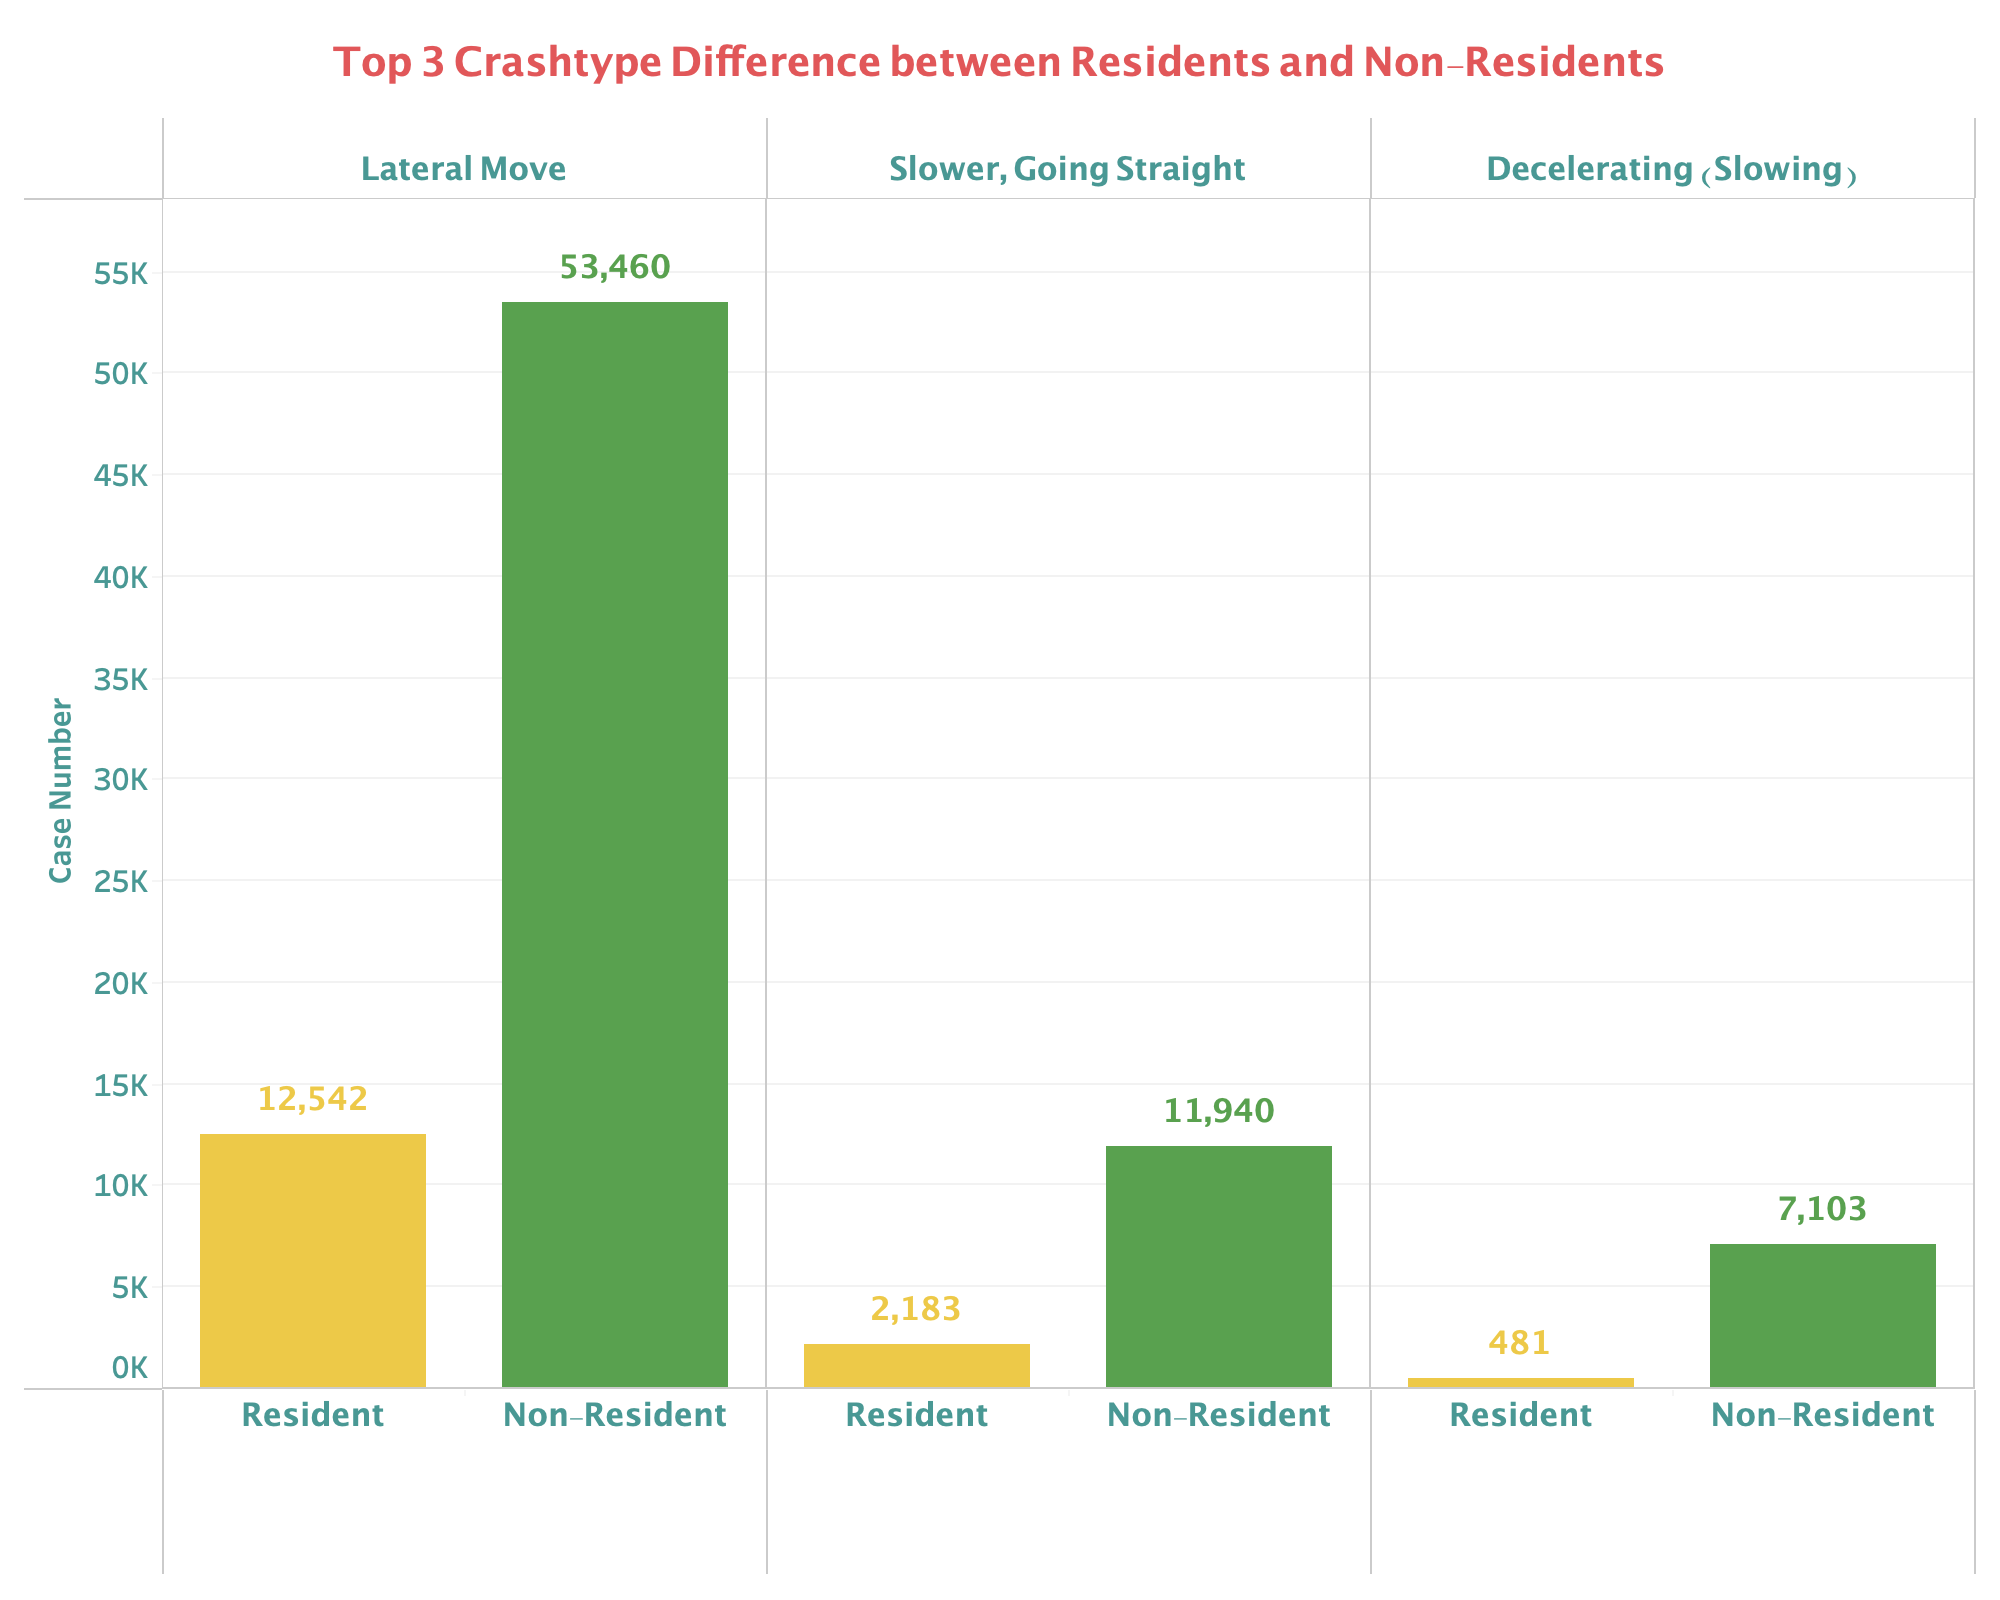 Top 3 Crashtype Difference between Residents and Non-Residents
Lateral Move
Slower, Going Straight
Decelerating (Slowing)
Case Number
55K
50K
45K
40K
35K
30K
25K
20K
15K
10K
5K
0K
12,542
53,460
2,183
11,940
481
7,103
Resident
Non-Resident
Resident
Non-Resident
Resident
Non-Resident